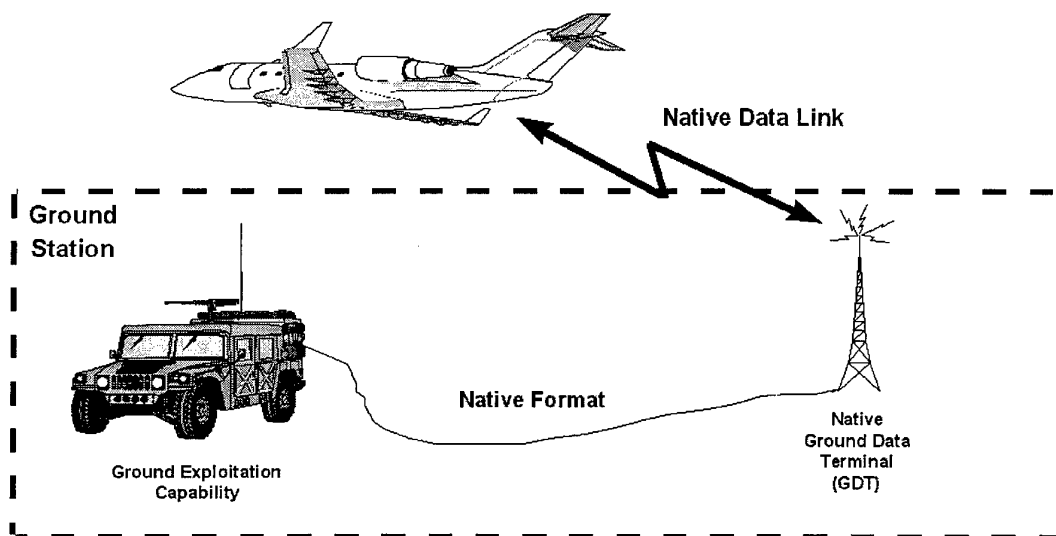 Native Data Link
Ground
Station
Native Format
Ground Exploitation
Capability
Native
Ground Data
Terminal
(GDT)